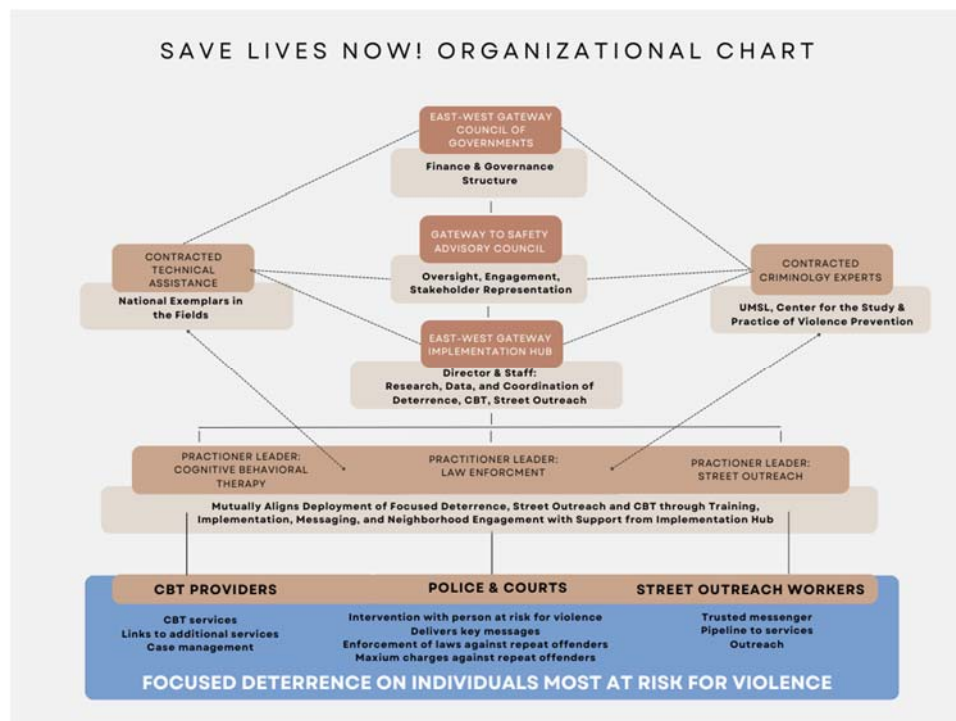 SAVE LIVES NOW! ORGANIZATIONAL CHART
EAST-WEST GATEWAY
COUNCIL OF
GOVERNMENTS
Finance & Governance
Structure
GATEWAY TO SAFETY
ADVISORY COUNCIL
Oversight, Engagement,
Stakeholder Representation
CONTRACTED
TECHNICAL
ASSISTANCE
National Exemplars in
the Fields
CONTRACTED
CRIMINOLGY EXPERTS
UMSL, Center for the Study &
Practice of Violence Prevention
EAST-WEST GATEWAY
IMPLEMENTATION HUB
Director & Staff:
Research, Data, and Coordination of
Deterrence, CBT, Street Outreach
PRACTIONER LEADER:
COGNITIVE BEHAVIORAL
THERAPY
PRACTITIONER LEADER:
LAW ENFORCMENT
PRACTIONER LEADER:
STREET OUTREACH
Mutually Aligns Deployment of Focused Deterrence, Street Outreach and CBT through Training,
Implementation, Messaging, and Neighborhood Engagement with Support from Implementation Hub
CBT PROVIDERS
CBT services
Links to additional services
Case management
POLICE & COURTS
Intervention with person at risk for violence
Delivers key messages
Enforcement of laws against repeat offenders
Maxium charges against repeat offenders
STREET OUTREACH WORKERS
Trusted messenger
Pipeline to services
Outreach
FOCUSED DETERRENCE ON INDIVIDUALS MOST AT RISK FOR VIOLENCE